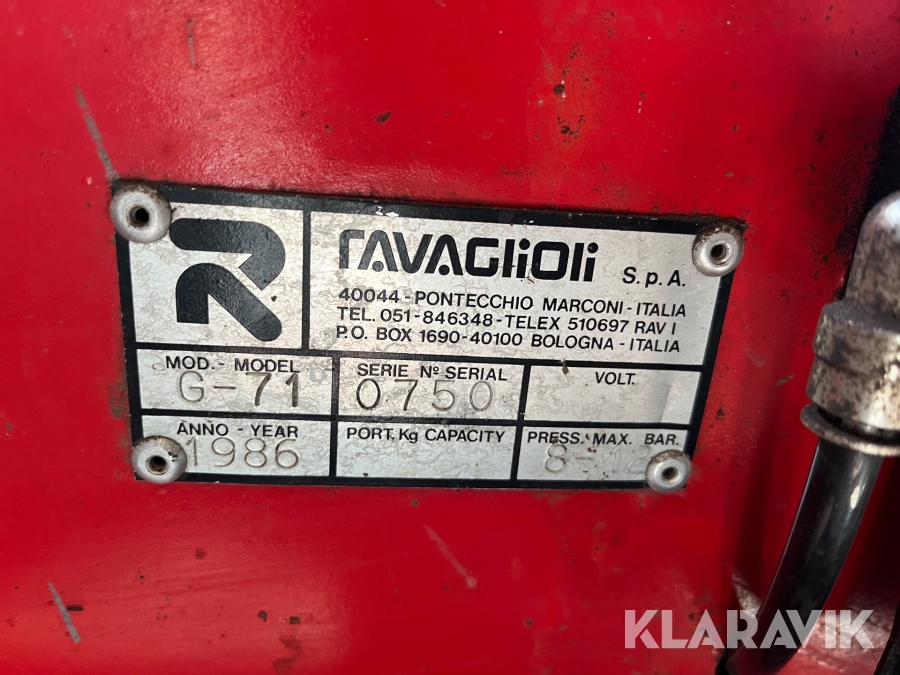 RAVAGLIOLI S.p.A.
40044 - PONTECCHIO MARCONI - ITALIA
TEL. 051 - 846348 - TELEX 510697 RAV I
P.O. BOX 1690 - 40100 BOLOGNA - ITALIA
MOD. - MODEL
G-71
SERIE Nº SERIAL
0750
VOLT.
ANNO - YEAR
1986
PORT. Kg CAPACITY
PRESS. MAX. BAR.
8-12
KLARAVIK